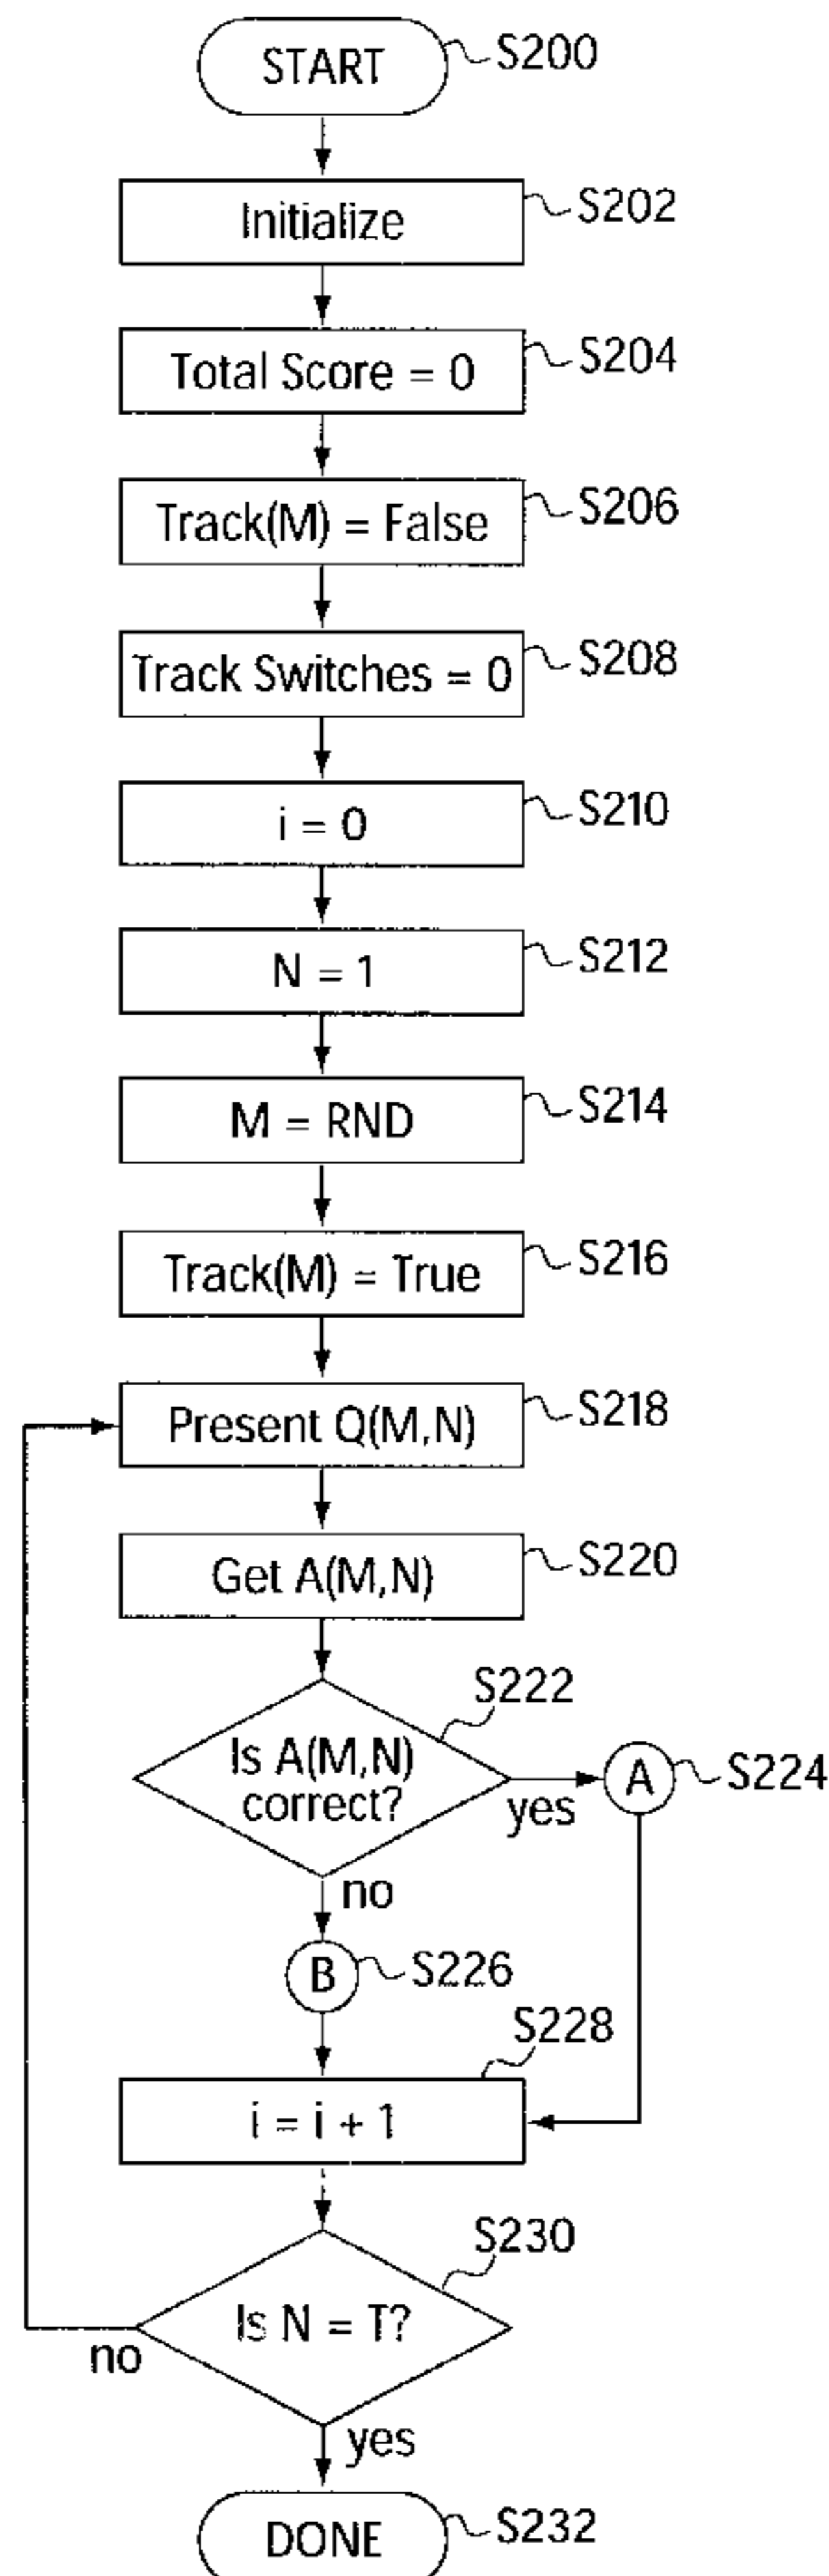 START
S200
Initialize
S202
Total Score = 0
S204
Track(M) = False
S206
Track Switches = 0
S208
i = 0
S210
N = 1
S212
M = RND
S214
Track(M) = True
S216
Present Q(M,N)
S218
Get A(M,N)
S220
S222
Is A(M,N)
correct?
yes
A
S224
no
B
S226
S228
i = i + 1
S230
Is N = T?
no
yes
DONE
S232